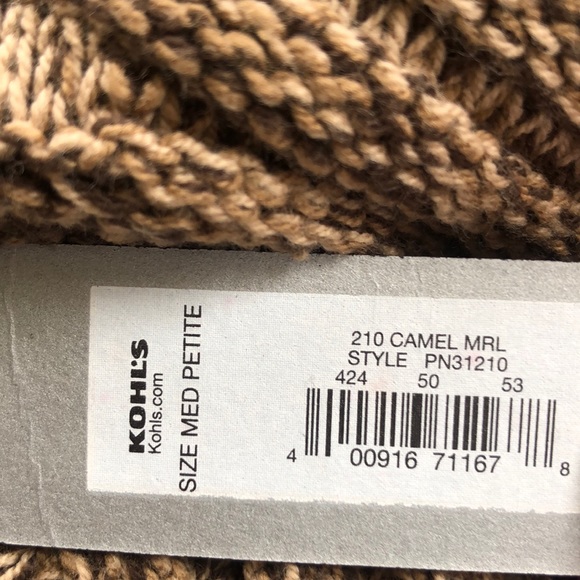 KOHL'S
Kohls.com
SIZE MED PETITE
210 CAMEL MRL
STYLE PN31210
424 50 53
4 00916 71167 8